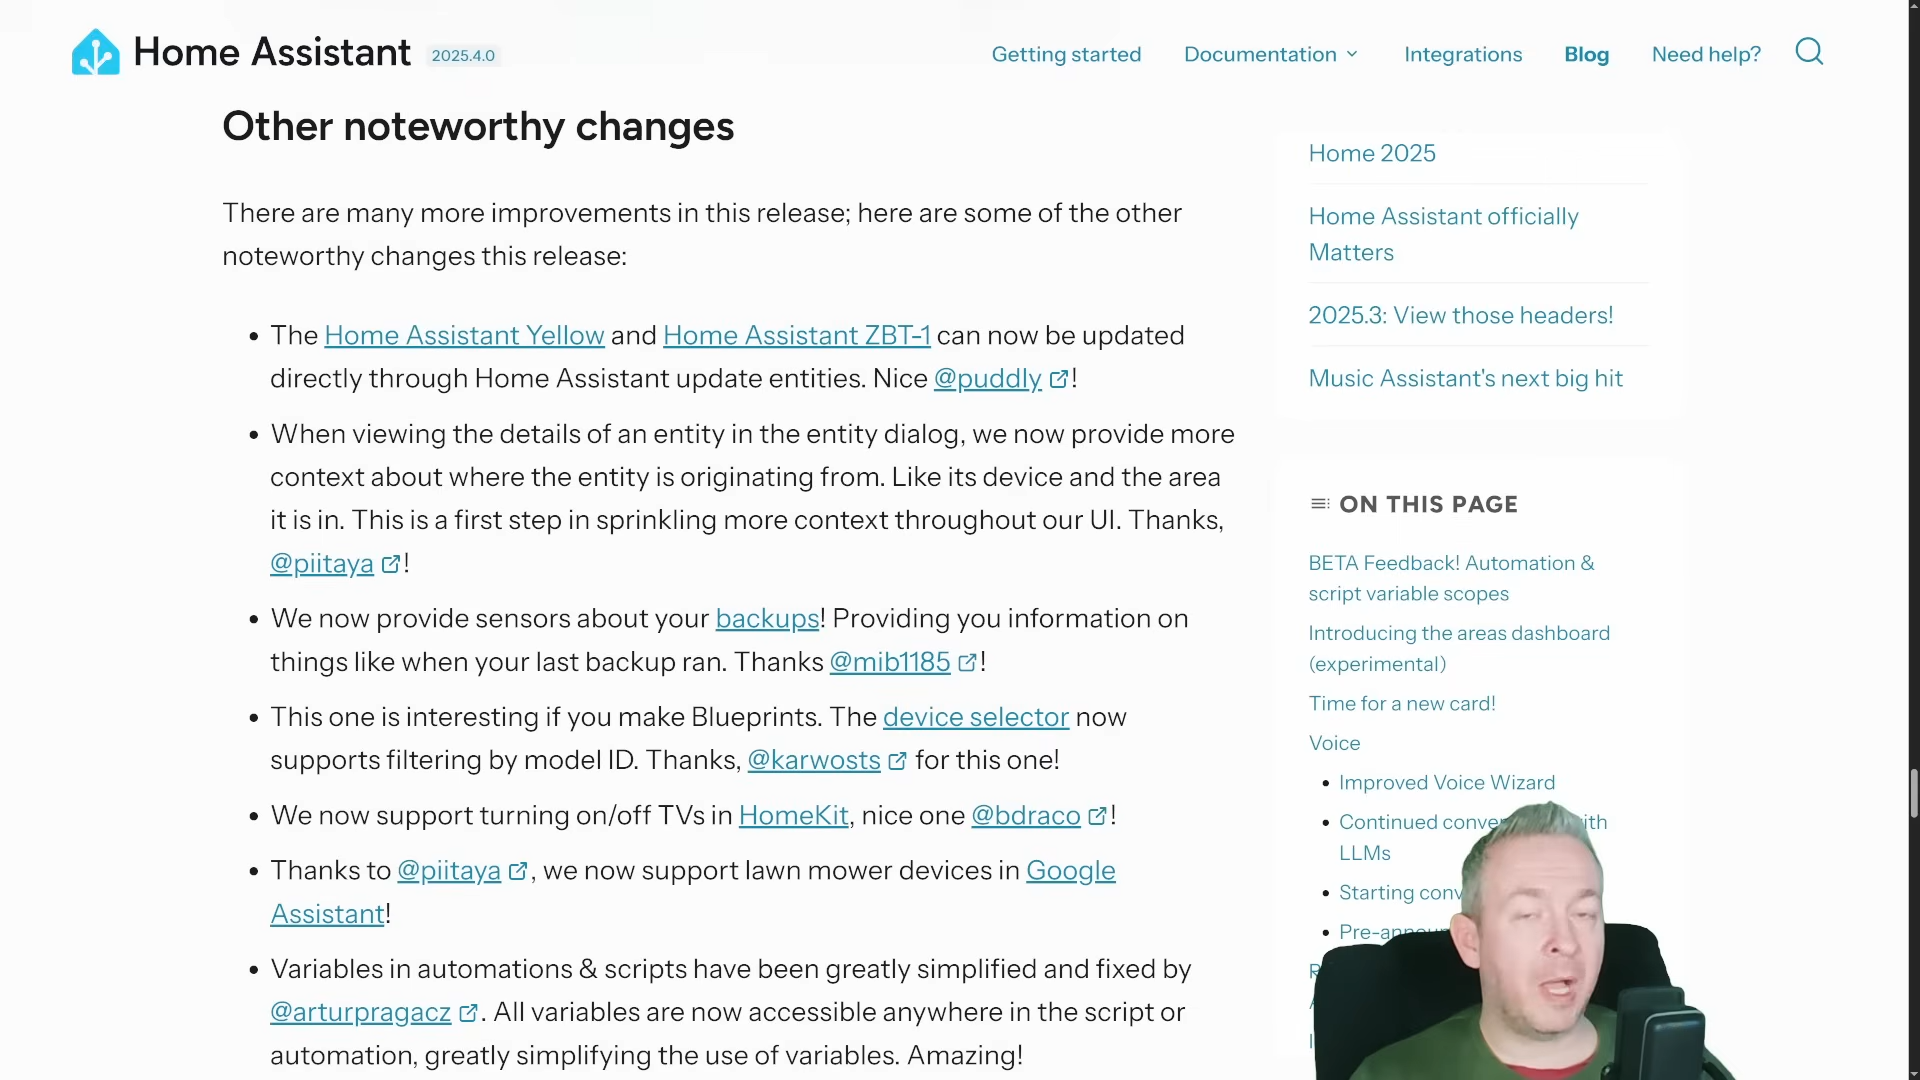 Home Assistant 2025.4.0
Getting started Documentation Integrations Blog Need help?
Other noteworthy changes
There are many more improvements in this release; here are some of the other
noteworthy changes this release:
The Home Assistant Yellow and Home Assistant ZBT-1 can now be updated
directly through Home Assistant update entities. Nice @puddly !
When viewing the details of an entity in the entity dialog, we now provide more
context about where the entity is originating from. Like its device and the area
it is in. This is a first step in sprinkling more context throughout our UI. Thanks,
@piitaya !
We now provide sensors about your backups! Providing you information on
things like when your last backup ran. Thanks @mib1185 !
This one is interesting if you make Blueprints. The device selector now
supports filtering by model ID. Thanks, @karwosts for this one!
We now support turning on/off TVs in HomeKit, nice one @bdraco !
Thanks to @piitaya , we now support lawn mower devices in Google
Assistant!
Variables in automations & scripts have been greatly simplified and fixed by
@arturpragacz . All variables are now accessible anywhere in the script or
automation, greatly simplifying the use of variables. Amazing!
Home 2025
Home Assistant officially
Matters
2025.3: View those headers!
Music Assistant's next big hit
ON THIS PAGE
BETA Feedback! Automation &
script variable scopes
Introducing the areas dashboard
(experimental)
Time for a new card!
Voice
Improved Voice Wizard
Continued
LLMs
Starting